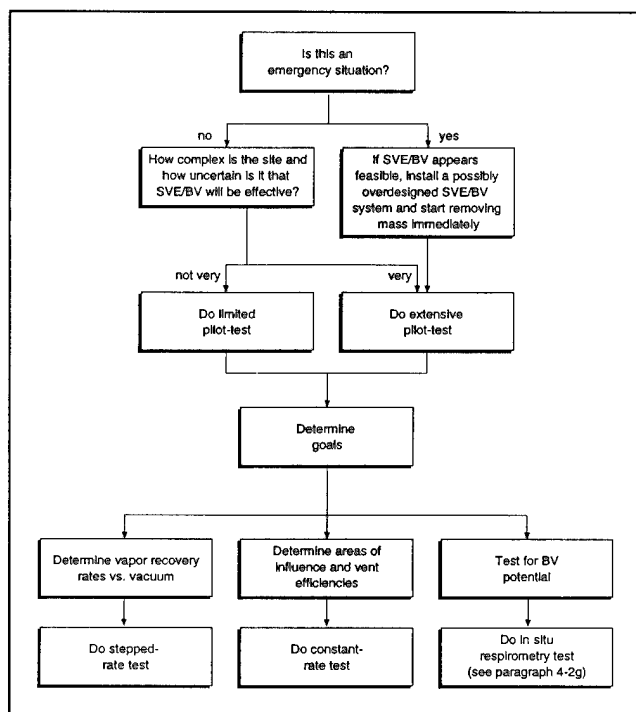 Is this an
emergency situation?
no
yes
How complex is the site and
how uncertain is it that
SVE/BV will be effective?
If SVE/BV appears
feasible, install a possibly
overdesigned SVE/BV
system and start removing
mass immediately
not very
very
Do limited
pilot-test
Do extensive
pilot-test
Determine
goals
Determine vapor recovery
rates vs. vacuum
Determine areas of
influence and vent
efficiencies
Test for BV
potential
Do stepped-
rate test
Do constant-
rate test
Do in situ
respirometry test
(see paragraph 4-2g)